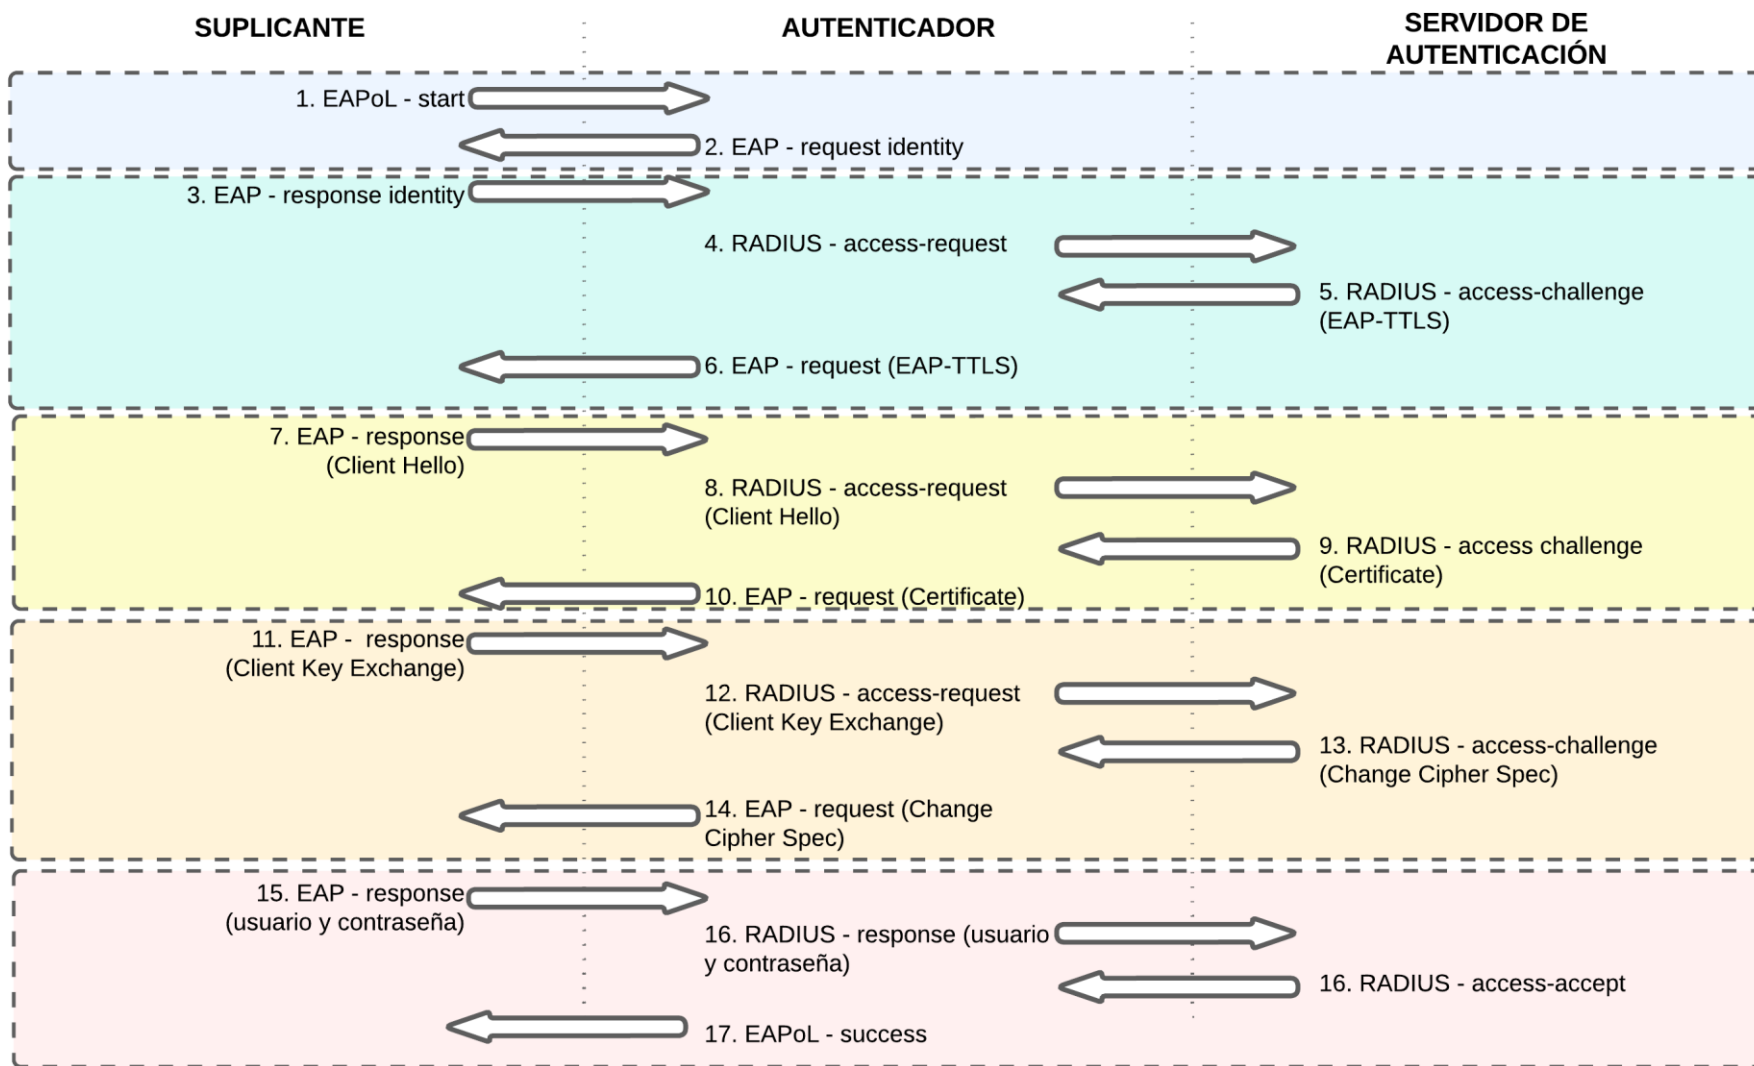 SUPLICANTE
AUTENTICADOR
SERVIDOR DE
AUTENTICACIÓN
1. EAPoL - start
2. EAP - request identity
3. EAP - response identity
4. RADIUS - access-request
5. RADIUS - access-challenge
(EAP-TTLS)
6. EAP - request (EAP-TTLS)
7. EAP - response
(Client Hello)
8. RADIUS - access-request
(Client Hello)
9. RADIUS - access challenge
(Certificate)
10. EAP - request (Certificate)
11. EAP -  response
(Client Key Exchange)
12. RADIUS - access-request
(Client Key Exchange)
13. RADIUS - access-challenge
(Change Cipher Spec)
14. EAP - request (Change
Cipher Spec)
15. EAP - response
(usuario y contraseña)
16. RADIUS - response (usuario
y contraseña)
16. RADIUS - access-accept
17. EAPoL - success